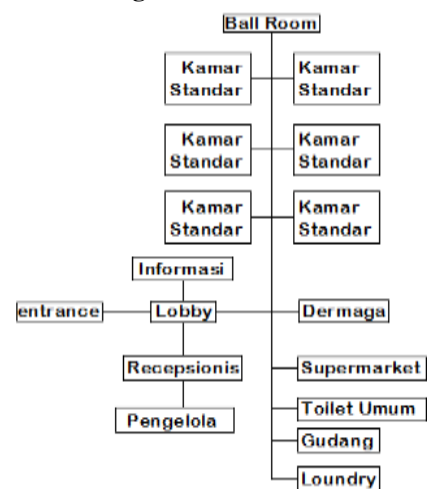 Ball Room
Kamar
Standar
Kamar
Standar
Kamar
Standar
Kamar
Standar
Kamar
Standar
Kamar
Standar
Informasi
entrance
Lobby
Dermaga
Recepsionis
Supermarket
Pengelola
Toilet Umum
Gudang
Loundry